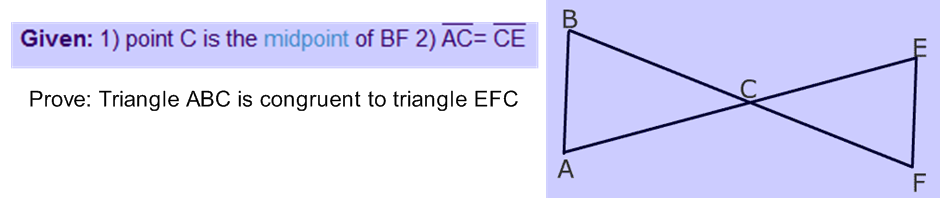 Given: 1) point C is the midpoint of BF 2) AC= CE
Prove: Triangle ABC is congruent to triangle EFC
B
E
C
A
F